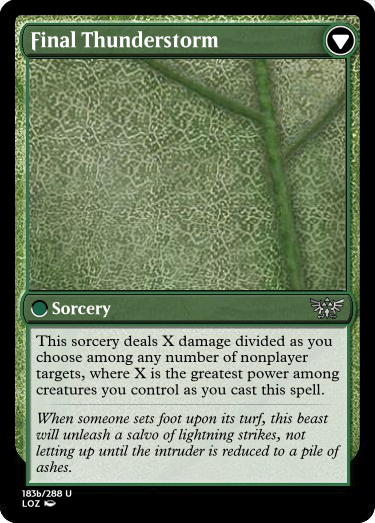 Final Thunderstorm
Sorcery
This sorcery deals X damage divided as you
choose among any number of nonplayer
targets, where X is the greatest power among
creatures you control as you cast this spell.
When someone sets foot upon its turf, this beast
will unleash a salvo of lightning strikes, not
letting up until the intruder is reduced to a pile of
ashes.
183b/288 U
LOZ